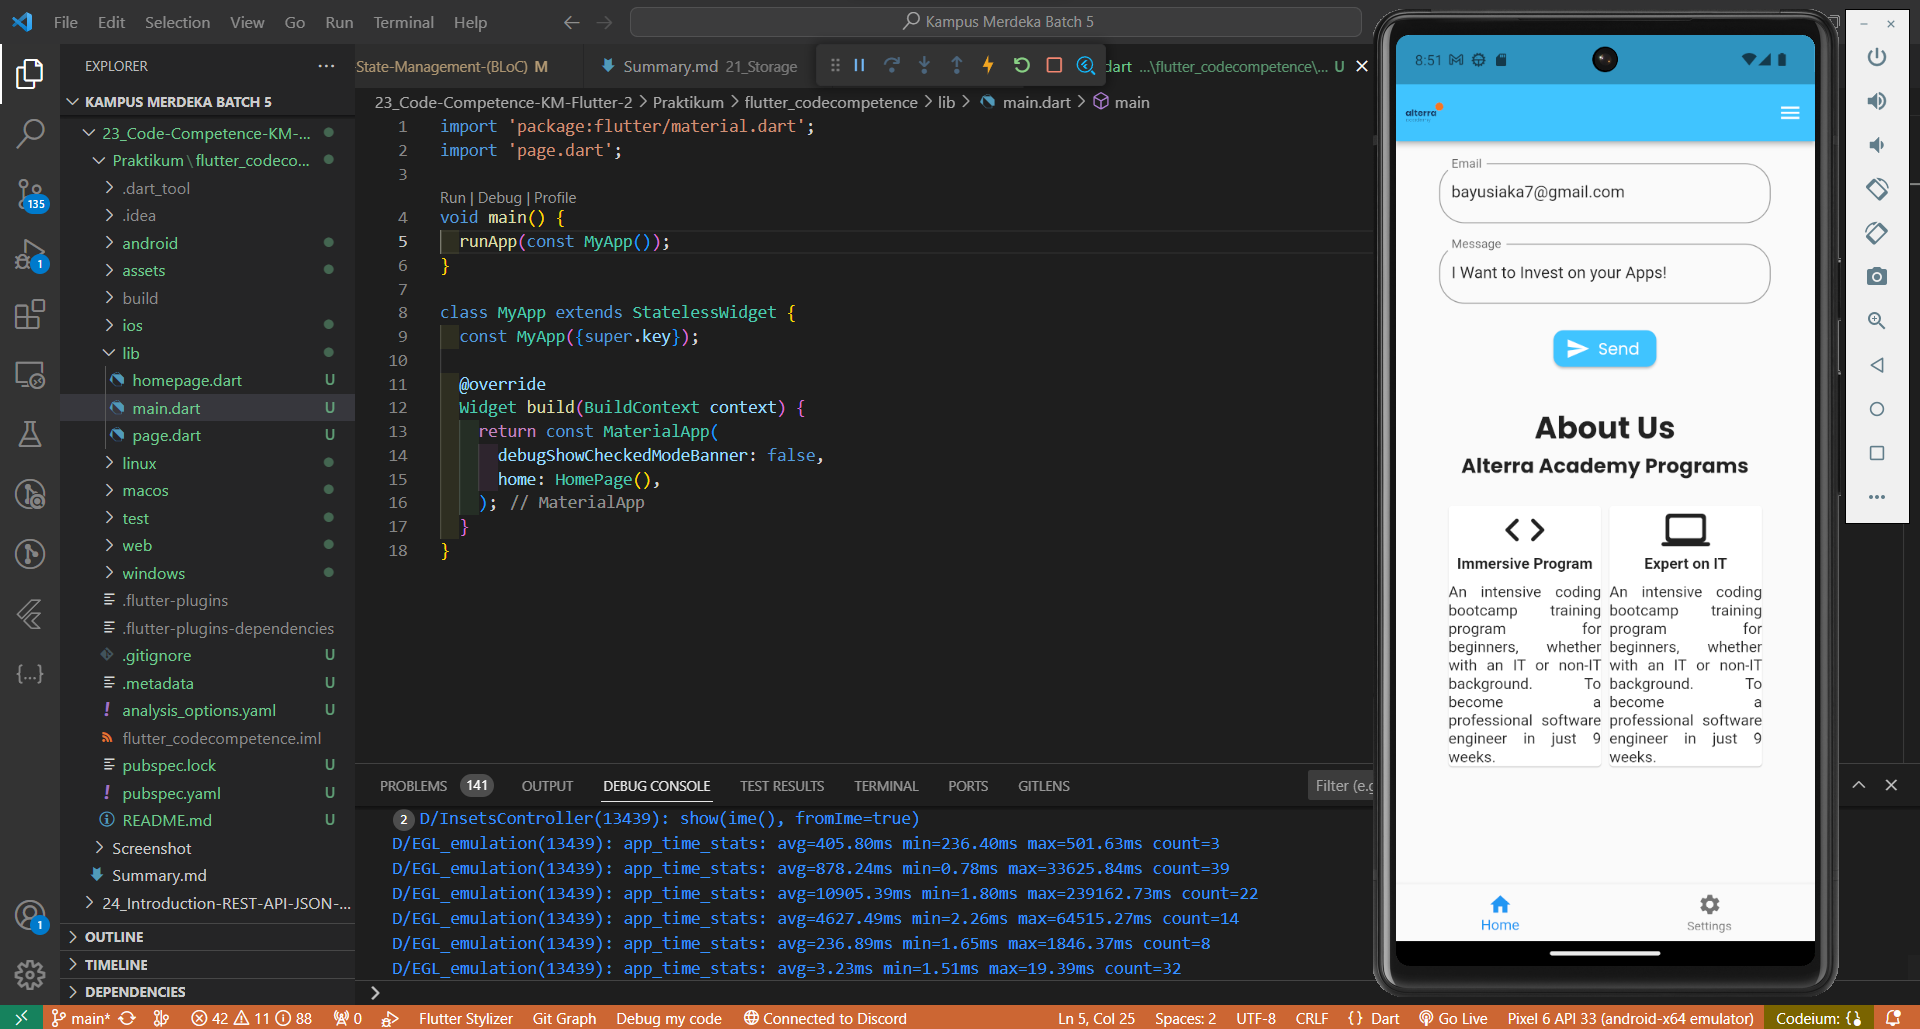 File Edit Selection View Go Run Terminal Help
Kampus Merdeka Batch 5
EXPLORER
KAMPUS MERDEKA BATCH 5
23_Code-Competence-KM-...
Praktikum\flutter_codeco...
.dart_tool
.idea
android
assets
build
ios
lib
homepage.dart U
main.dart U
page.dart U
linux
macos
test
web
windows
.flutter-plugins
.flutter-plugins-dependencies
.gitignore U
.metadata U
analysis_options.yaml U
flutter_codecompetence.iml
pubspec.lock U
pubspec.yaml U
README.md U
Screenshot
Summary.md
24_Introduction-REST-API-JSON-...
OUTLINE
TIMELINE
DEPENDENCIES
135
1
1
State-Management-(BLoC) M
Summary.md 21_Storage
dart ...\flutter_codecompetence\... U
23_Code-Competence-KM-Flutter-2 > Praktikum > flutter_codecompetence > lib > main.dart > main
1 import 'package:flutter/material.dart';
2 import 'page.dart';
3
Run | Debug | Profile
4 void main() {
5 runApp(const MyApp());
6 }
7
8 class MyApp extends StatelessWidget {
9 const MyApp({super.key});
10
11 @override
12 Widget build(BuildContext context) {
13 return const MaterialApp(
14 debugShowCheckedModeBanner: false,
15 home: HomePage(),
16 ); // MaterialApp
17 }
18 }
PROBLEMS 141 OUTPUT DEBUG CONSOLE TEST RESULTS TERMINAL PORTS GITLENS
Filter (e.g
2 D/InsetsController(13439): show(ime(), fromIme=true)
D/EGL_emulation(13439): app_time_stats: avg=405.80ms min=236.40ms max=501.63ms count=3
D/EGL_emulation(13439): app_time_stats: avg=878.24ms min=0.78ms max=33625.84ms count=39
D/EGL_emulation(13439): app_time_stats: avg=10905.39ms min=1.80ms max=239162.73ms count=22
D/EGL_emulation(13439): app_time_stats: avg=4627.49ms min=2.26ms max=64515.27ms count=14
D/EGL_emulation(13439): app_time_stats: avg=236.89ms min=1.65ms max=1846.37ms count=8
D/EGL_emulation(13439): app_time_stats: avg=3.23ms min=1.51ms max=19.39ms count=32
8:51
alterra
academy
Email
bayusiaka7@gmail.com
Message
I Want to Invest on your Apps!
Send
About Us
Alterra Academy Programs
Immersive Program
An intensive coding
bootcamp training
program for
beginners, whether
with an IT or non-IT
background. To
become a
professional software
engineer in just 9
weeks.
Expert on IT
An intensive coding
bootcamp training
program for
beginners, whether
with an IT or non-IT
background. To
become a
professional software
engineer in just 9
weeks.
Home
Settings
main* 42 11 88 0 Flutter Stylizer Git Graph Debug my code Connected to Discord Ln 5, Col 25 Spaces: 2 UTF-8 CRLF {} Dart Go Live Pixel 6 API 33 (android-x64 emulator) Codeium: {}